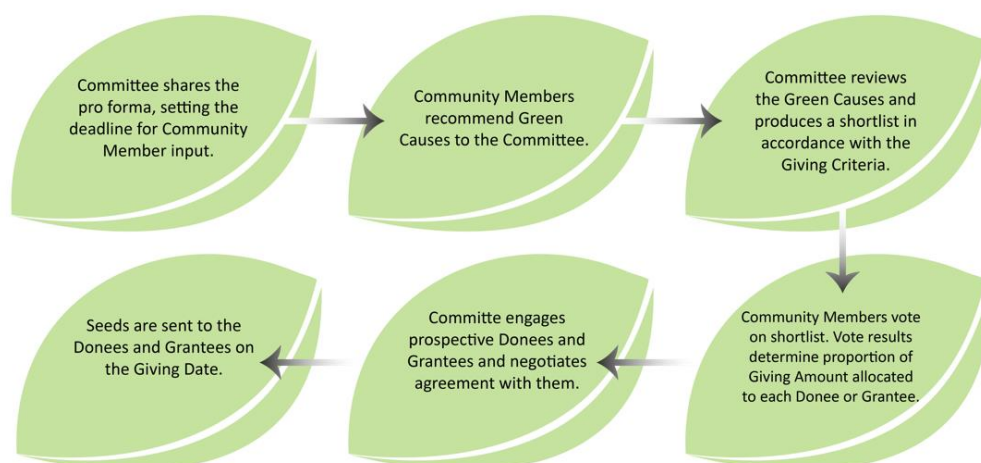 Committee shares the
pro forma, setting the
deadline for Community
Member input.
Community Members
recommend Green
Causes to the Committee.
Committee reviews
the Green Causes and
produces a shortlist in
accordance with the
Giving Criteria.
Community Members vote
on shortlist. Vote results
determine proportion of
Giving Amount allocated
to each Donee or Grantee.
Committe engages
prospective Donees and
Grantees and negotiates
agreement with them.
Seeds are sent to the
Donees and Grantees on
the Giving Date.